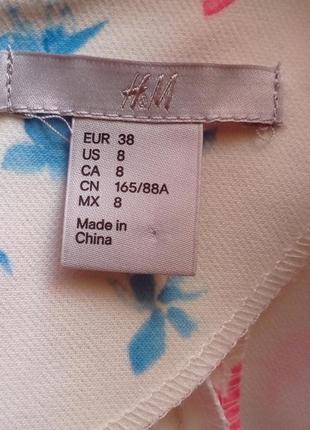 H&M
EUR 38
US 8
CA 8
CN 165/88A
MX 8
Made in
China